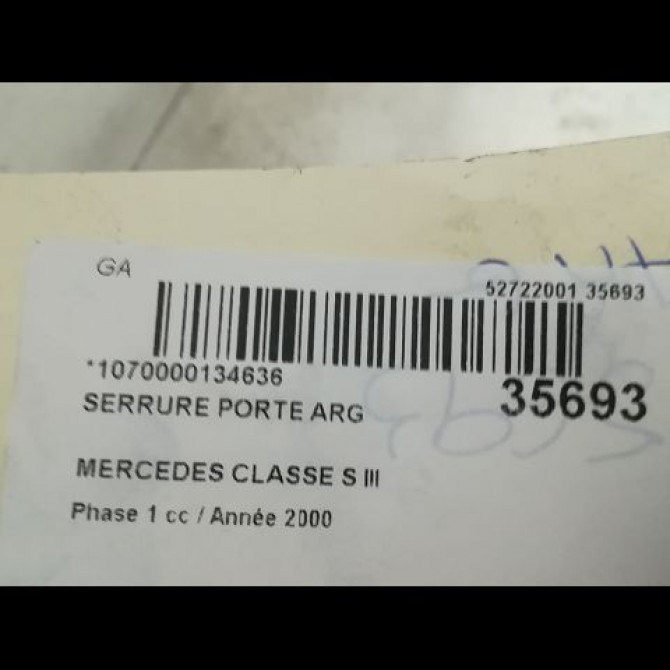 GA
52722001 35693
*1070000134636
35693
SERRURE PORTE ARG
MERCEDES CLASSE S III
Phase 1 cc / Année 2000